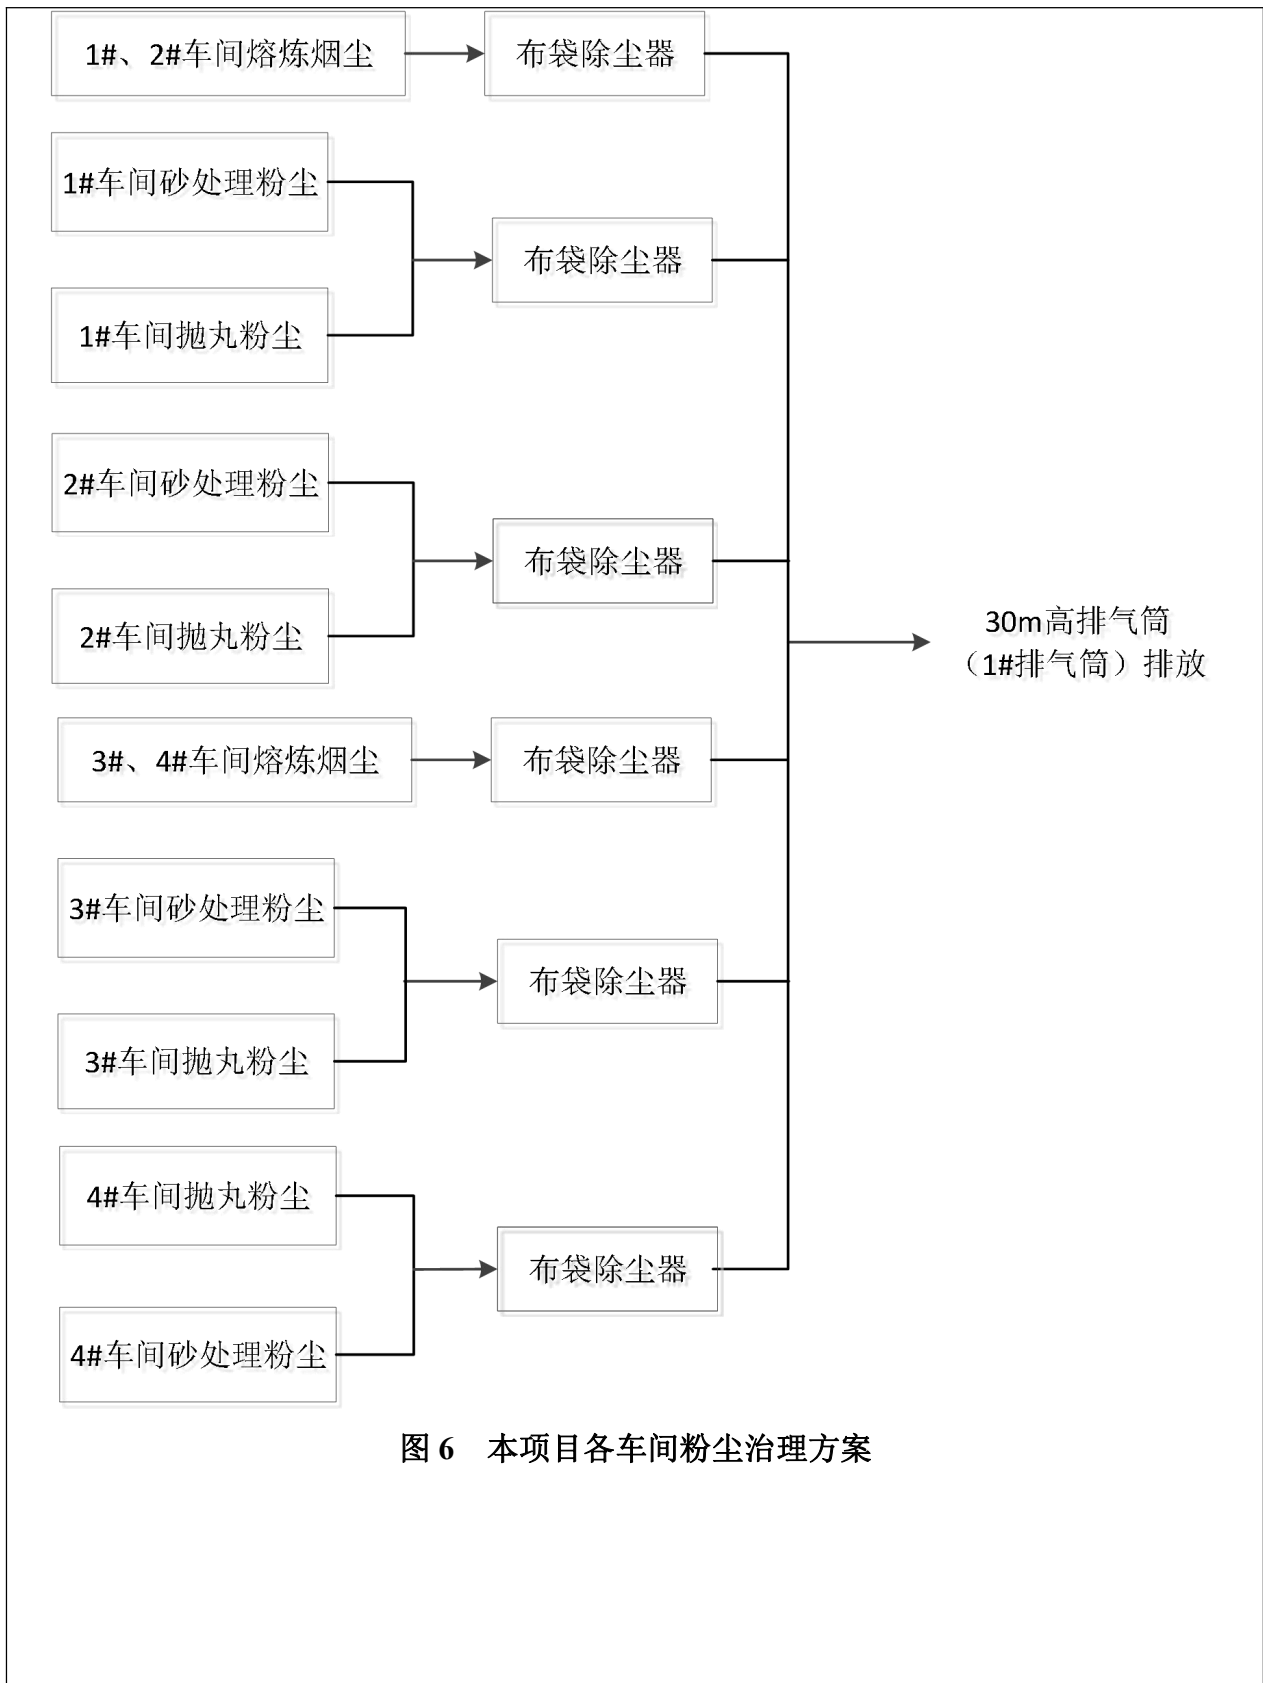 1#、2#车间熔炼烟尘
布袋除尘器
1#车间砂处理粉尘
布袋除尘器
1#车间抛丸粉尘
2#车间砂处理粉尘
布袋除尘器
2#车间抛丸粉尘
30m高排气筒
（1#排气筒）排放
3#、4#车间熔炼烟尘
布袋除尘器
3#车间砂处理粉尘
布袋除尘器
3#车间抛丸粉尘
4#车间抛丸粉尘
布袋除尘器
4#车间砂处理粉尘
图 6 本项目各车间粉尘治理方案